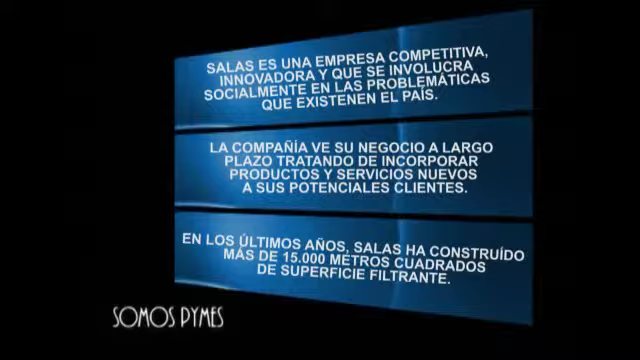 SALAS ES UNA EMPRESA COMPETITIVA,
INNOVADORA Y QUE SE INVOLUCRA
SOCIALMENTE EN LAS PROBLEMÁTICAS
QUE EXISTENEN EL PAÍS.
LA COMPAÑÍA VE SU NEGOCIO A LARGO
PLAZO TRATANDO DE INCORPORAR
PRODUCTOS Y SERVICIOS NUEVOS
A SUS POTENCIALES CLIENTES.
EN LOS ÚLTIMOS AÑOS, SALAS HA CONSTRUÍDO
MÁS DE 15.000 METROS CUADRADOS
DE SUPERFICIE FILTRANTE.
SOMOS PYMES